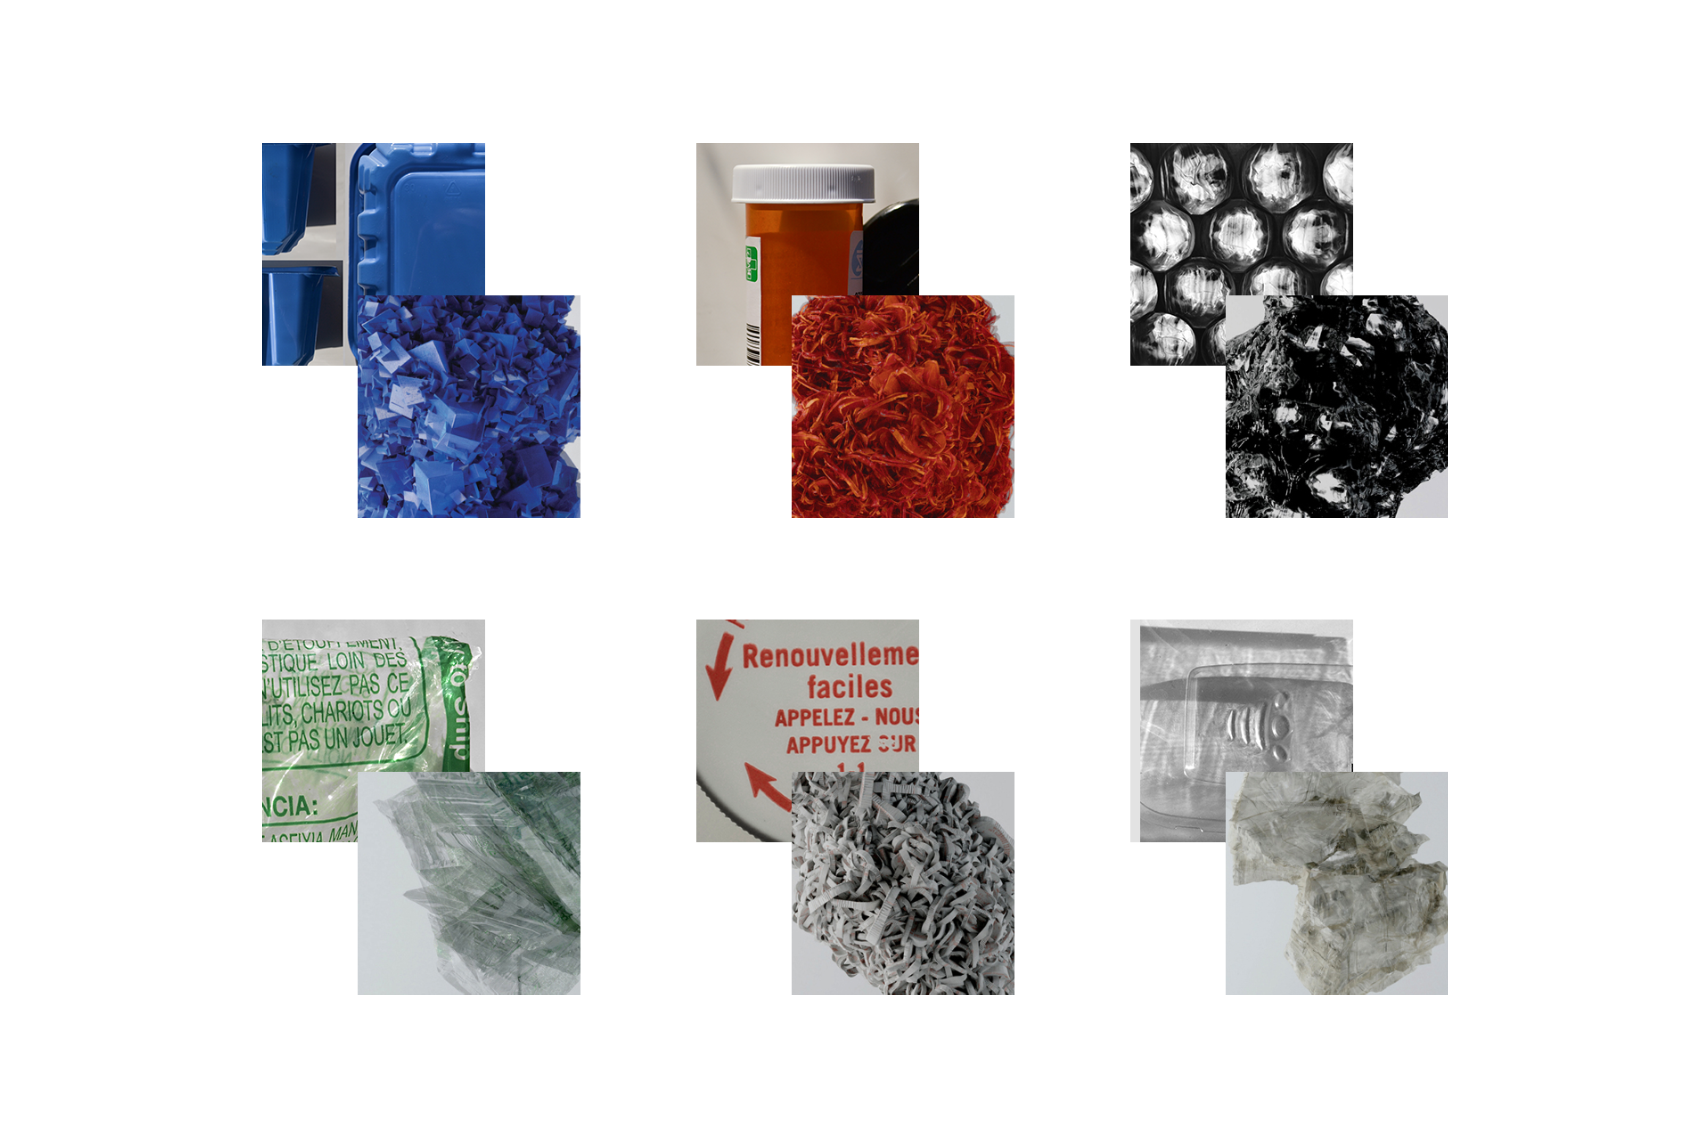 D'ÉTOUFFEMENT.
STIQUE LOIN DES
N'UTILISEZ PAS CE
LITS, CHARIOTS OU
EST PAS UN JOUET.
NCIA:
ASFIXIA MAN
Renouvelleme
faciles
APPELEZ - NOUS
APPUYEZ SUR